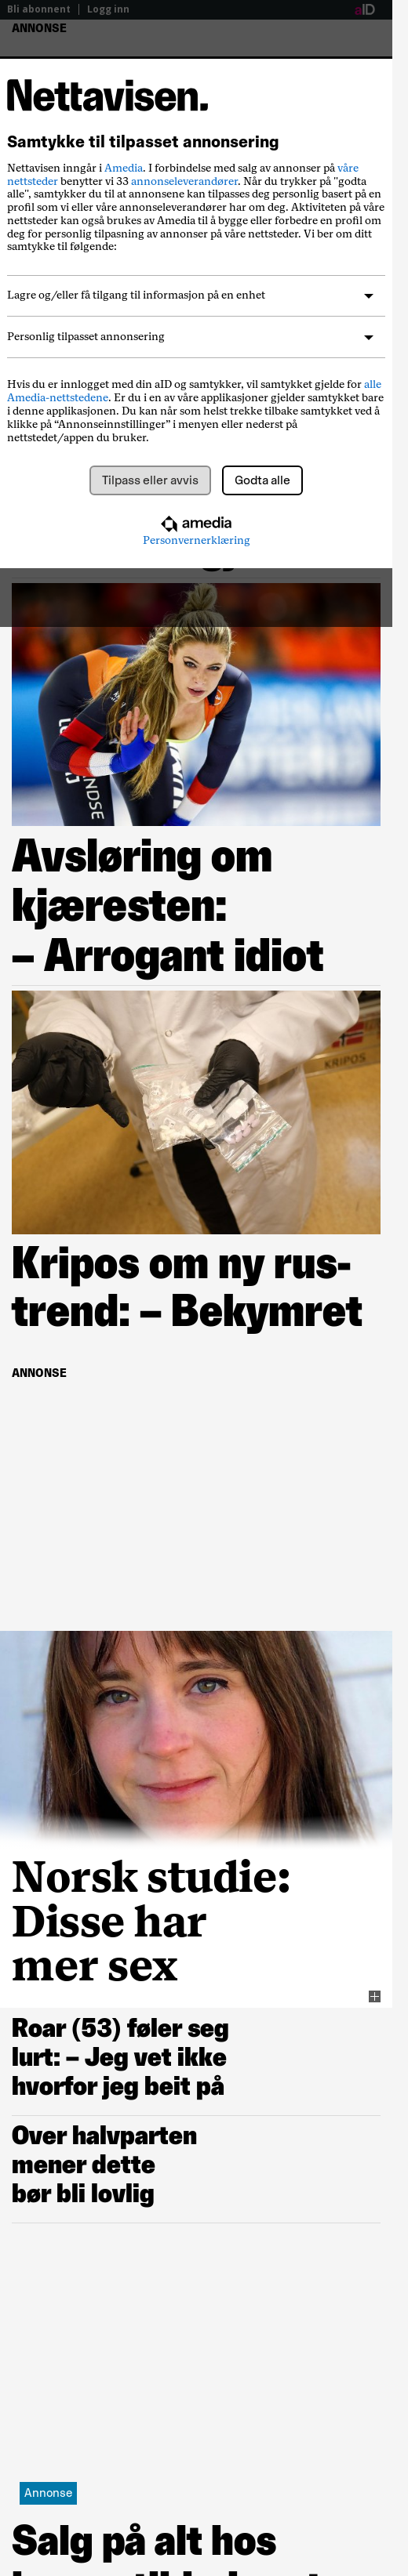 Bli abonnent | Logg inn
aID
ANNONSE
Nettavisen.
Samtykke til tilpasset annonsering
Nettavisen inngår i Amedia. I forbindelse med salg av annonser på våre
nettsteder benytter vi 33 annonseleverandører. Når du trykker på "godta
alle", samtykker du til at annonsene kan tilpasses deg personlig basert på en
profil som vi eller våre annonseleverandører har om deg. Aktiviteten på våre
nettsteder kan også brukes av Amedia til å bygge eller forbedre en profil om
deg for personlig tilpasning av annonser på våre nettsteder. Vi ber om ditt
samtykke til følgende:
Lagre og/eller få tilgang til informasjon på en enhet
Personlig tilpasset annonsering
Hvis du er innlogget med din aID og samtykker, vil samtykket gjelde for alle
Amedia-nettstedene. Er du i en av våre applikasjoner gjelder samtykket bare
i denne applikasjonen. Du kan når som helst trekke tilbake samtykket ved å
klikke på “Annonseinnstillinger” i menyen eller nederst på
nettstedet/appen du bruker.
Tilpass eller avvis
Godta alle
amedia
Personvernerklæring
Avsløring om
kjæresten:
– Arrogant idiot
KRIPOS
Kripos om ny rus-
trend: – Bekymret
ANNONSE
Norsk studie:
Disse har
mer sex
Roar (53) føler seg
lurt: – Jeg vet ikke
hvorfor jeg beit på
Over halvparten
mener dette
bør bli lovlig
Annonse
Salg på alt hos